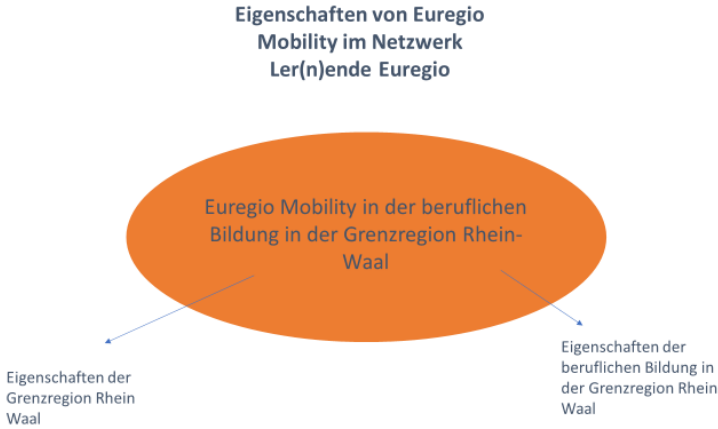 Eigenschaften von Euregio
Mobility im Netzwerk
Ler(n)ende Euregio
Euregio Mobility in der beruflichen
Bildung in der Grenzregion Rhein-
Waal
Eigenschaften der
Grenzregion Rhein
Waal
Eigenschaften der
beruflichen Bildung in
der Grenzregion Rhein
Waal